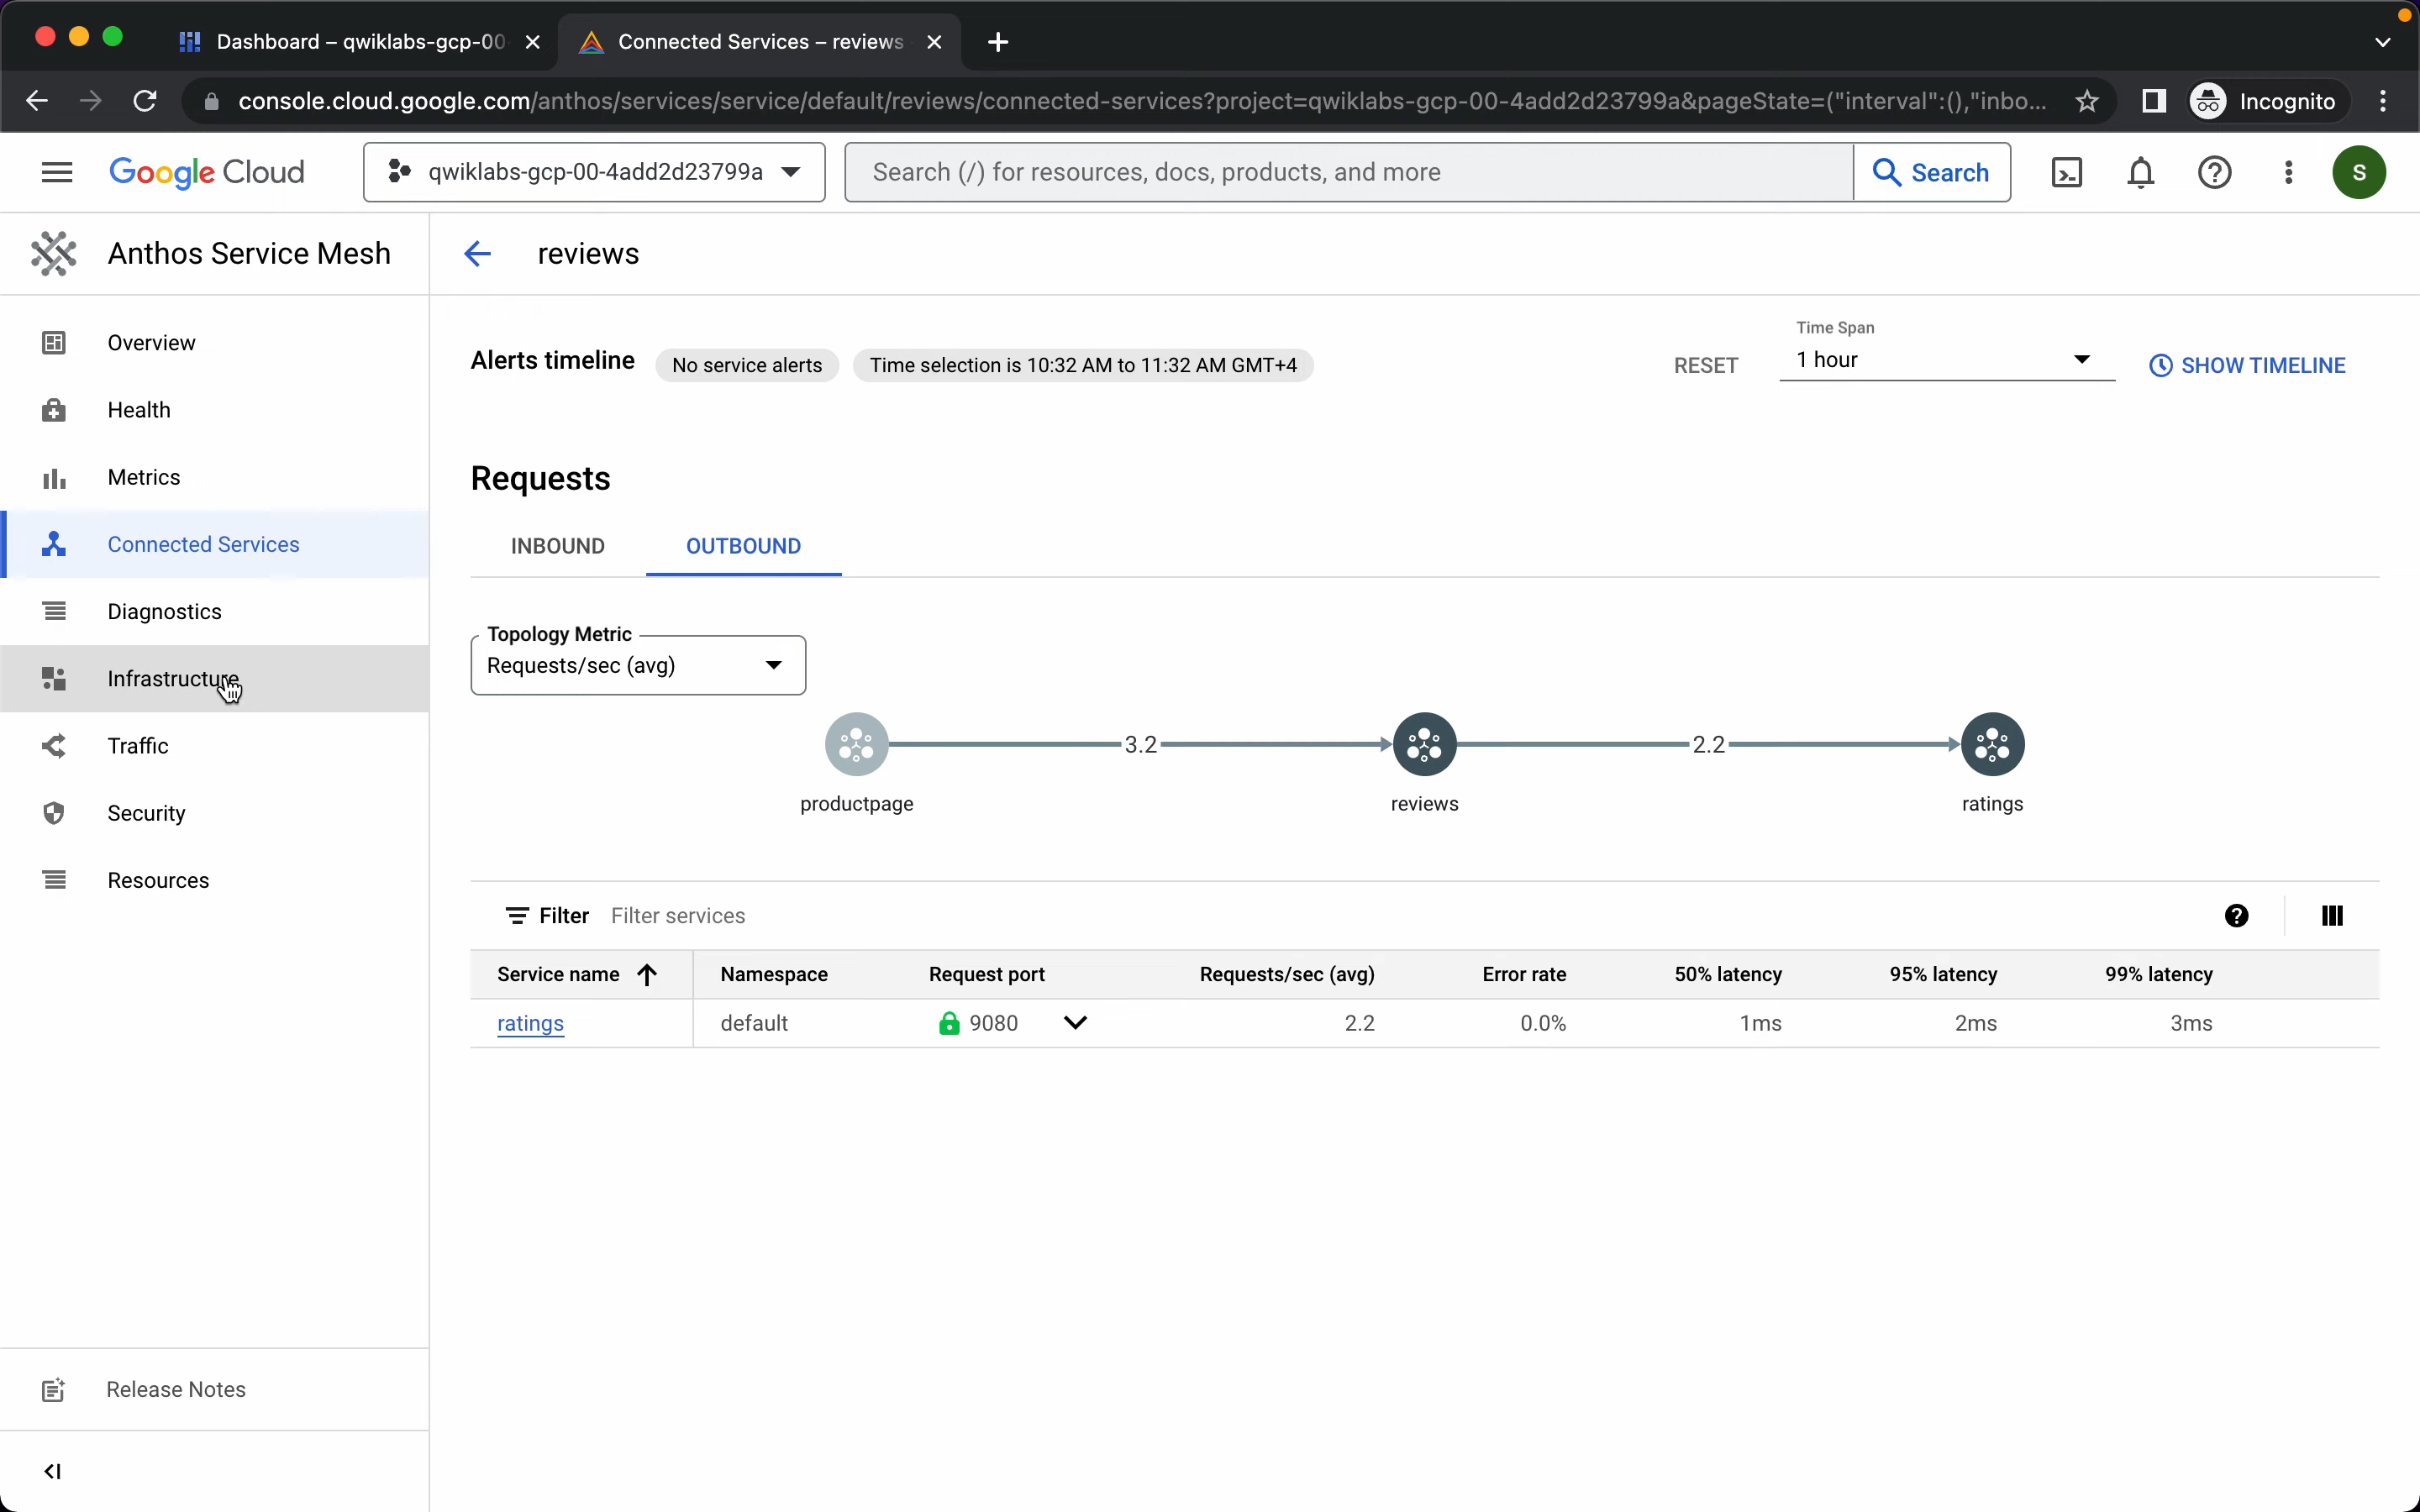 Dashboard – qwiklabs-gcp-00
Connected Services – reviews
console.cloud.google.com/anthos/services/service/default/reviews/connected-services?project=qwiklabs-gcp-00-4add2d23799a&pageState=("interval":(),"inbo...
Incognito
Google Cloud
qwiklabs-gcp-00-4add2d23799a
Search (/) for resources, docs, products, and more
Search
S
Anthos Service Mesh
reviews
Overview
Health
Metrics
Connected Services
Diagnostics
Infrastructure
Traffic
Security
Resources
Release Notes
Alerts timeline
No service alerts
Time selection is 10:32 AM to 11:32 AM GMT+4
RESET
Time Span
1 hour
SHOW TIMELINE
Requests
INBOUND
OUTBOUND
Topology Metric
Requests/sec (avg)
3.2
2.2
productpage
reviews
ratings
Filter
Filter services
Service name
Namespace
Request port
Requests/sec (avg)
Error rate
50% latency
95% latency
99% latency
ratings
default
9080
2.2
0.0%
1ms
2ms
3ms